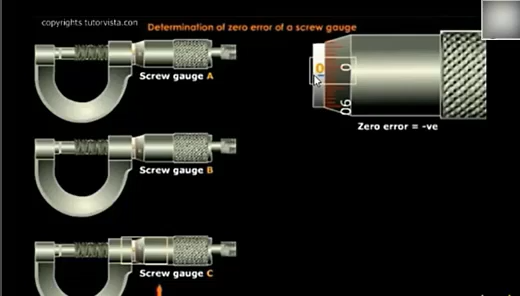 copyrights tutorvista.con
Determination of zero error of a screw gauge
Screw gauge A
0
0
90
Zero error = -ve
Screw gauge B
Screw gauge C